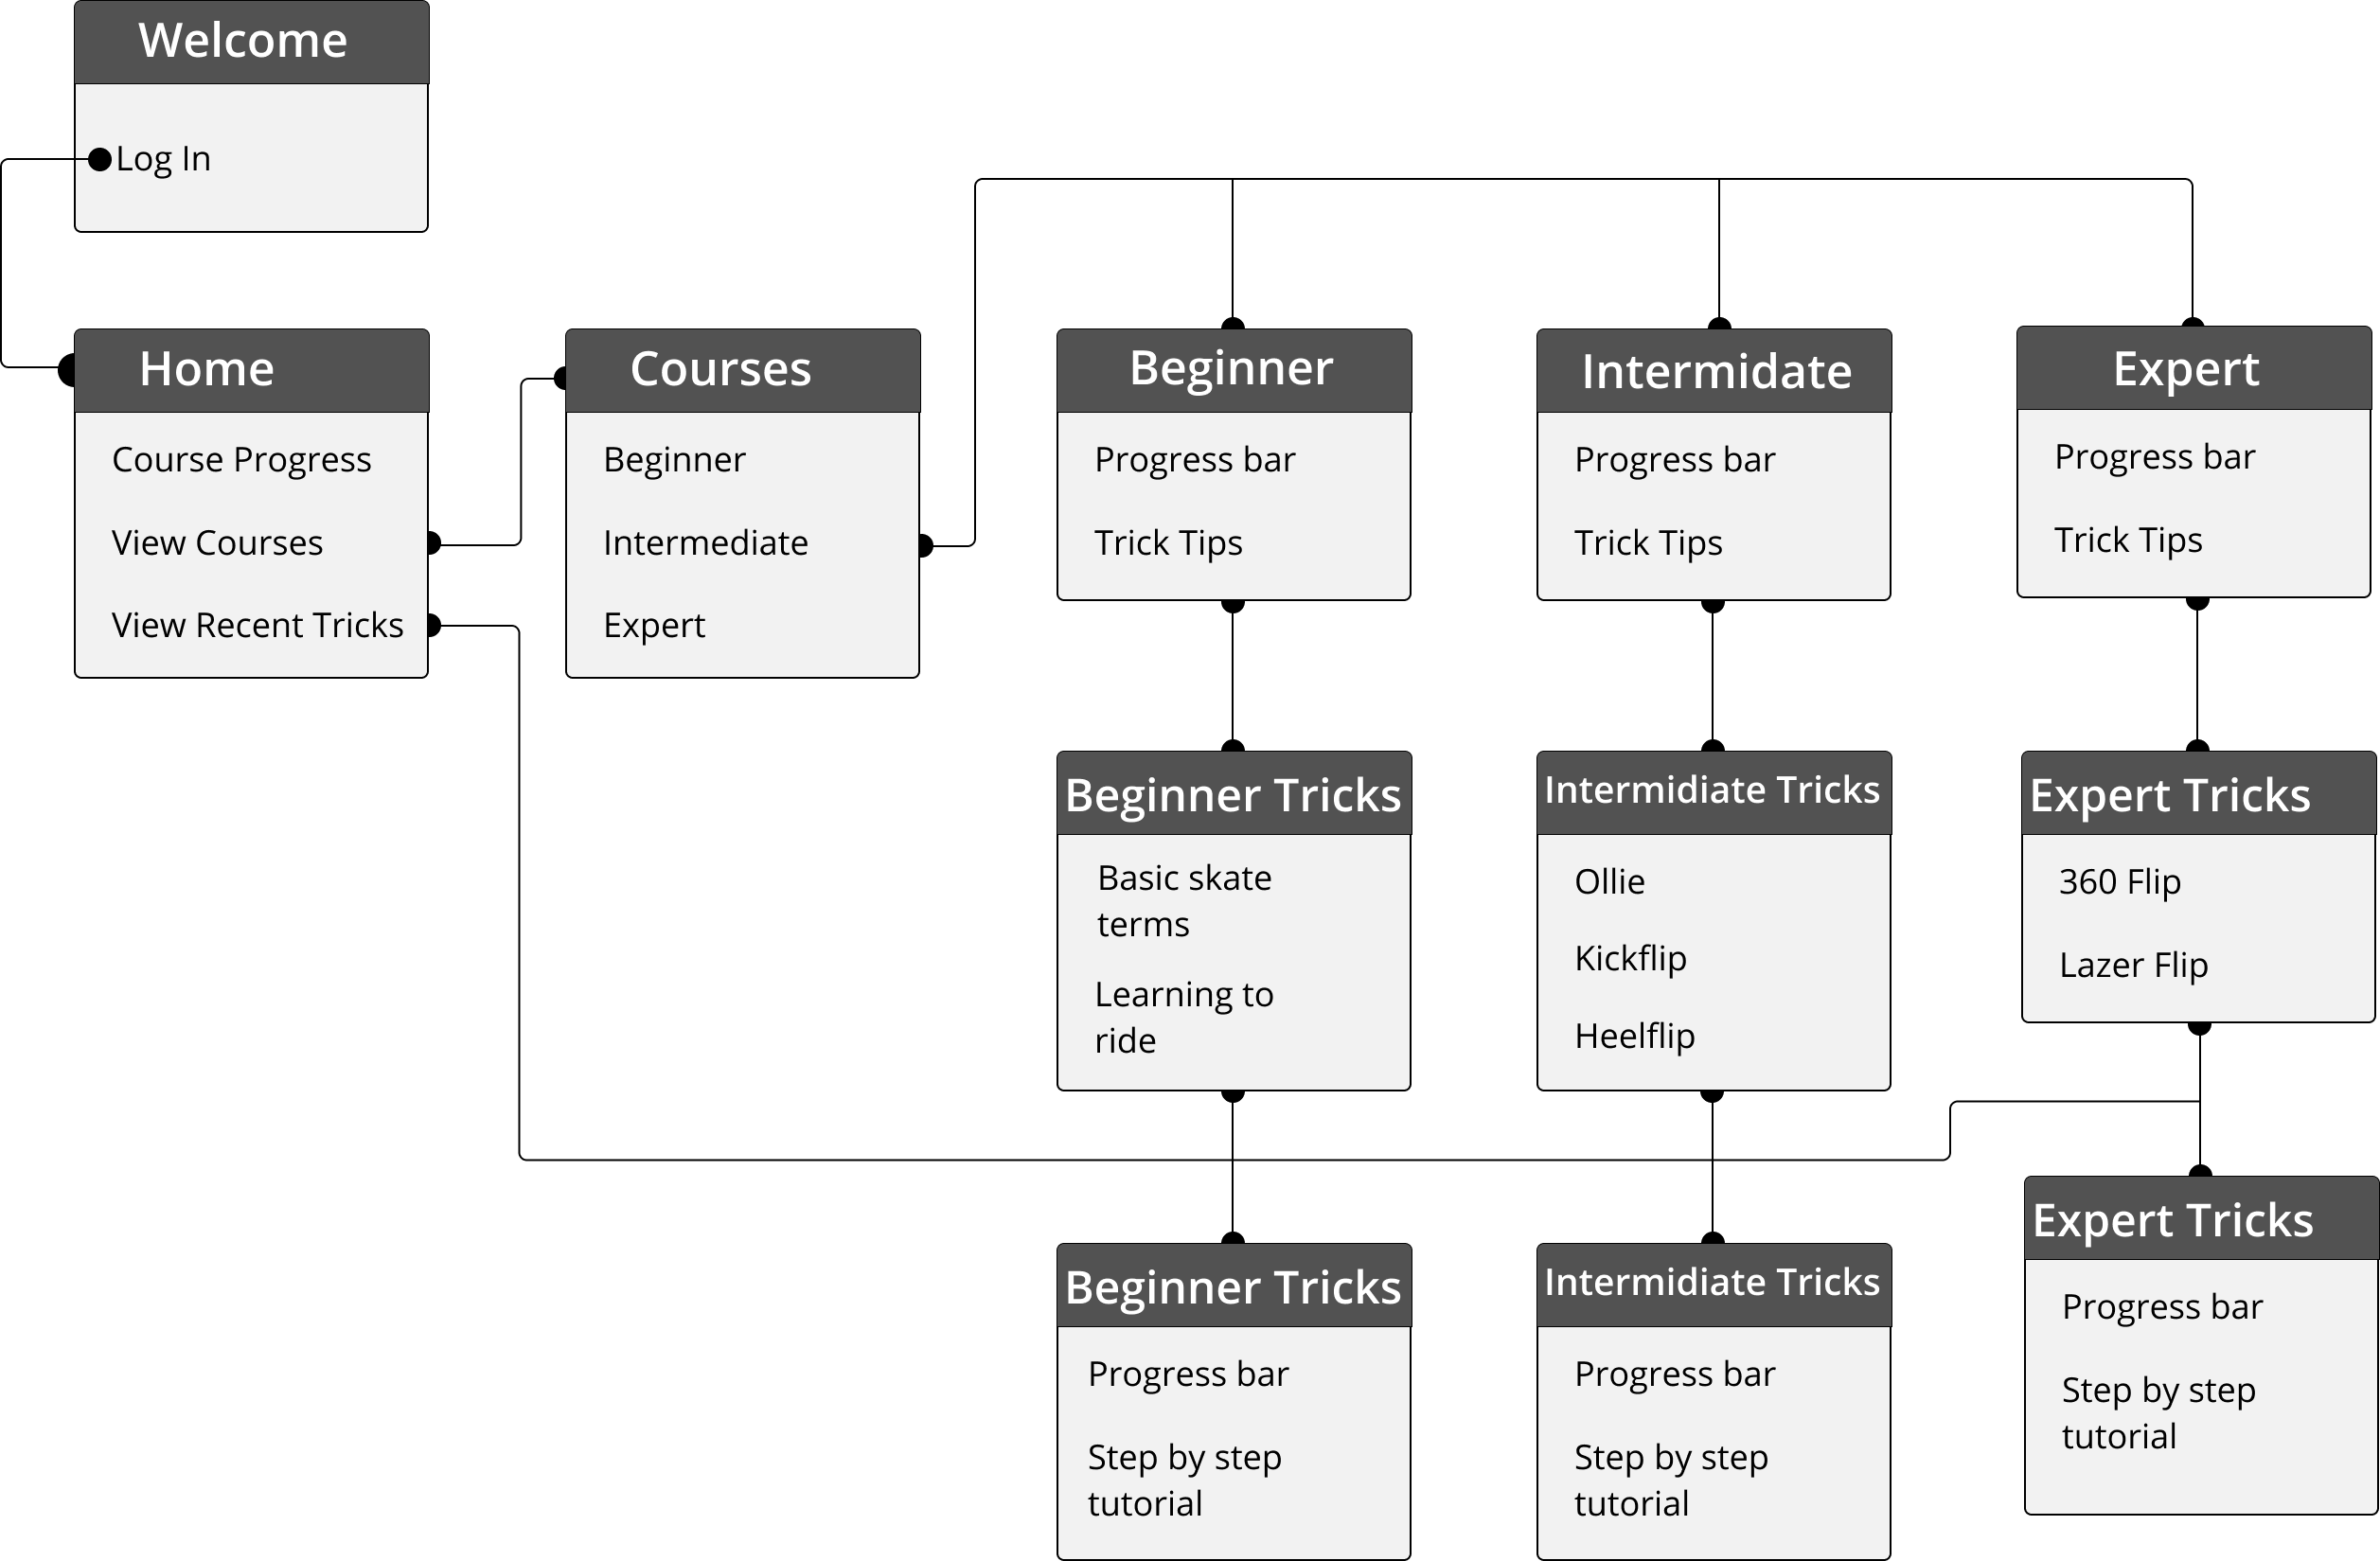 Welcome
Log In
Home
Course Progress
View Courses
View Recent Tricks
Courses
Beginner
Intermediate
Expert
Beginner
Progress bar
Trick Tips
Intermidate
Progress bar
Trick Tips
Expert
Progress bar
Trick Tips
Beginner Tricks
Basic skate
terms
Learning to
ride
Intermidiate Tricks
Ollie
Kickflip
Heelflip
Expert Tricks
360 Flip
Lazer Flip
Beginner Tricks
Progress bar
Step by step
tutorial
Intermidiate Tricks
Progress bar
Step by step
tutorial
Expert Tricks
Progress bar
Step by step
tutorial